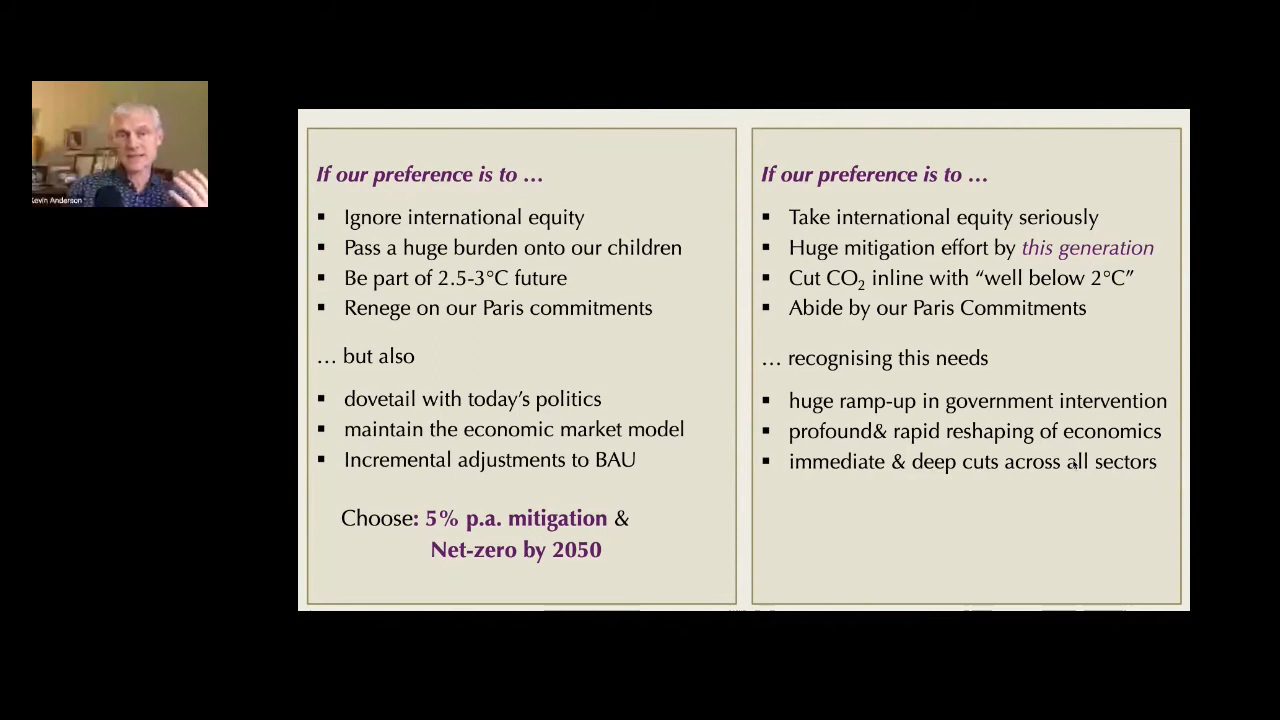 Kevin Anderson
If our preference is to …
▪ Ignore international equity
▪ Pass a huge burden onto our children
▪ Be part of 2.5-3°C future
▪ Renege on our Paris commitments
… but also
▪ dovetail with today’s politics
▪ maintain the economic market model
▪ Incremental adjustments to BAU
Choose: 5% p.a. mitigation &
Net-zero by 2050
If our preference is to …
▪ Take international equity seriously
▪ Huge mitigation effort by this generation
▪ Cut CO₂ inline with “well below 2°C”
▪ Abide by our Paris Commitments
… recognising this needs
▪ huge ramp-up in government intervention
▪ profound& rapid reshaping of economics
▪ immediate & deep cuts across all sectors